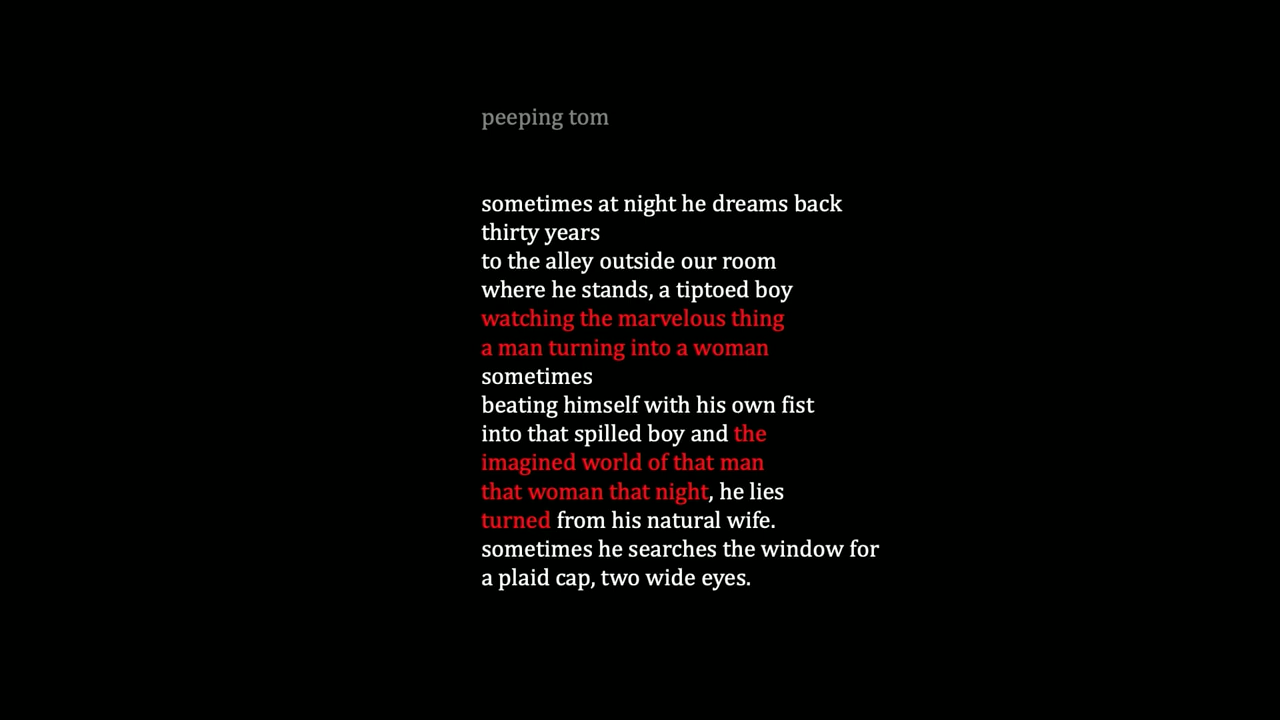 peeping tom
sometimes at night he dreams back
thirty years
to the alley outside our room
where he stands, a tiptoed boy
watching the marvelous thing
a man turning into a woman
sometimes
beating himself with his own fist
into that spilled boy and the
imagined world of that man
that woman that night, he lies
turned from his natural wife.
sometimes he searches the window for
a plaid cap, two wide eyes.